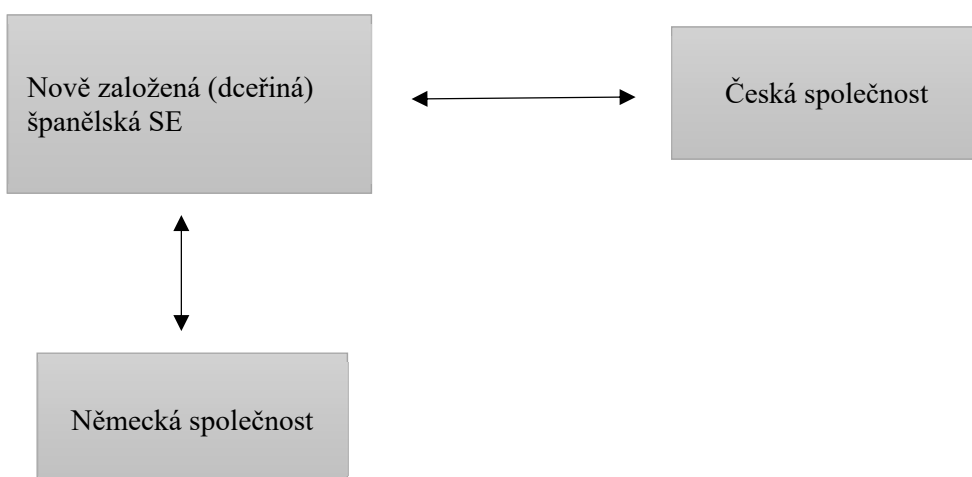 Nově založená (dceřiná)
španělská SE
Česká společnost
Německá společnost